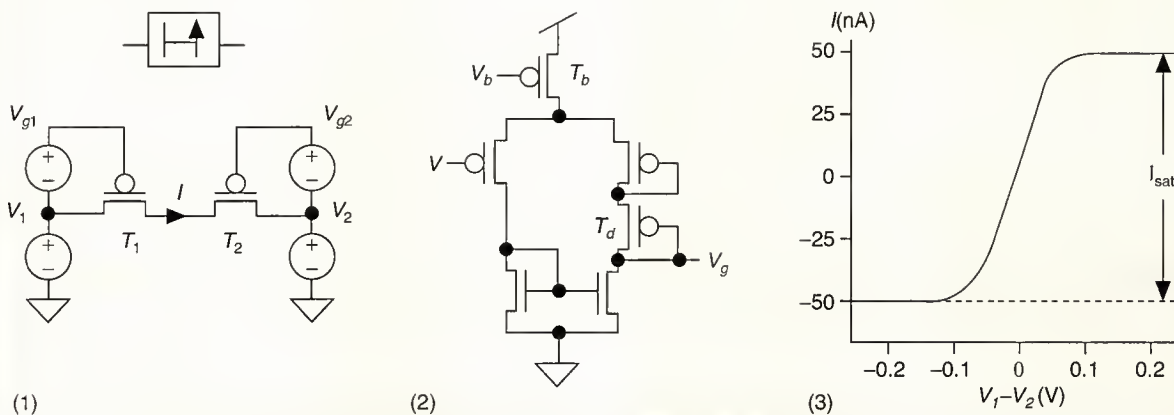 V_g1
V_g2
+
−
+
−
V_1
I
V_2
T_1
T_2
+
−
+
−
(1)
V_b
T_b
V
T_d
V_g
(2)
I(nA)
50
25
0
−25
−50
I_sat
−0.2
−0.1
0
0.1
0.2
V_1–V_2(V)
(3)